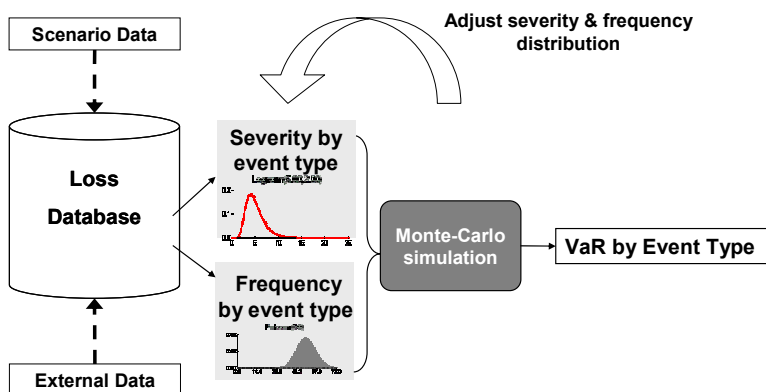 Scenario Data
Adjust severity & frequency
distribution
Loss
Database
Severity by
event type
Monte-Carlo
simulation
VaR by Event Type
Frequency
by event type
External Data